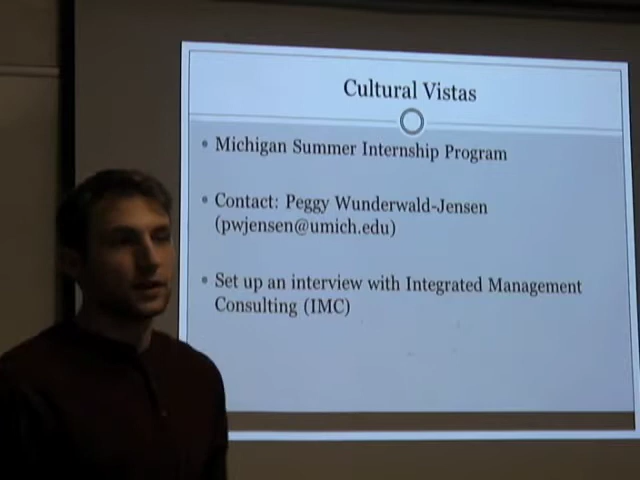 Cultural Vistas
• Michigan Summer Internship Program
• Contact: Peggy Wunderwald-Jensen
(pwjensen@umich.edu)
• Set up an interview with Integrated Management
Consulting (IMC)